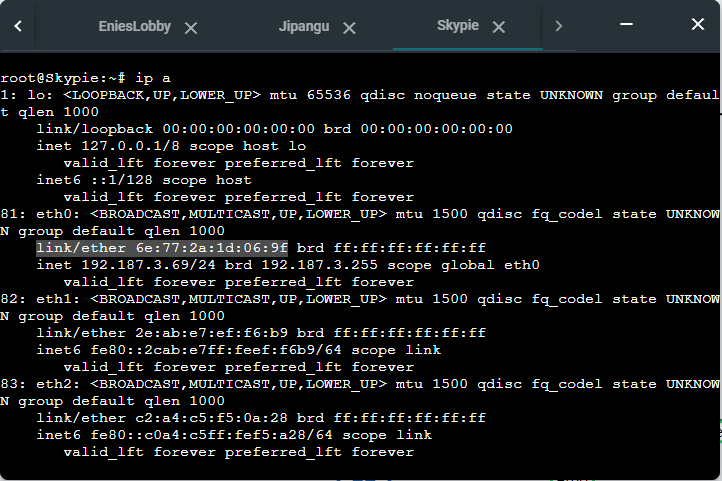 EniesLobby Jipangu Skypie
root@Skypie:~# ip a
1: lo: <LOOPBACK,UP,LOWER_UP> mtu 65536 qdisc noqueue state UNKNOWN group defaul
t qlen 1000
link/loopback 00:00:00:00:00:00 brd 00:00:00:00:00:00
inet 127.0.0.1/8 scope host lo
valid_lft forever preferred_lft forever
inet6 ::1/128 scope host
valid_lft forever preferred_lft forever
81: eth0: <BROADCAST,MULTICAST,UP,LOWER_UP> mtu 1500 qdisc fq_codel state UNKNOW
N group default qlen 1000
link/ether 6e:77:2a:1d:06:9f brd ff:ff:ff:ff:ff:ff
inet 192.187.3.69/24 brd 192.187.3.255 scope global eth0
valid_lft forever preferred_lft forever
82: eth1: <BROADCAST,MULTICAST,UP,LOWER_UP> mtu 1500 qdisc fq_codel state UNKNOW
N group default qlen 1000
link/ether 2e:ab:e7:ef:f6:b9 brd ff:ff:ff:ff:ff:ff
inet6 fe80::2cab:e7ff:feef:f6b9/64 scope link
valid_lft forever preferred_lft forever
83: eth2: <BROADCAST,MULTICAST,UP,LOWER_UP> mtu 1500 qdisc fq_codel state UNKNOW
N group default qlen 1000
link/ether c2:a4:c5:f5:0a:28 brd ff:ff:ff:ff:ff:ff
inet6 fe80::c0a4:c5ff:fef5:a28/64 scope link
valid_lft forever preferred_lft forever